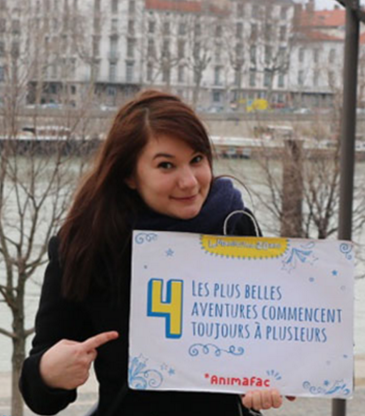 4
LES PLUS BELLES
AVENTURES COMMENCENT
TOUJOURS À PLUSIEURS
*ANIMAFAC